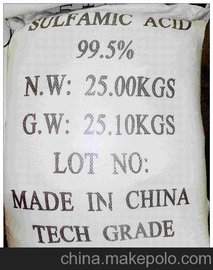 SULFAMIC ACID
99.5%
N.W: 25.00KGS
G.W: 25.10KGS
LOT NO:
MADE IN CHINA
TECH GRADE
china.makepolo.com